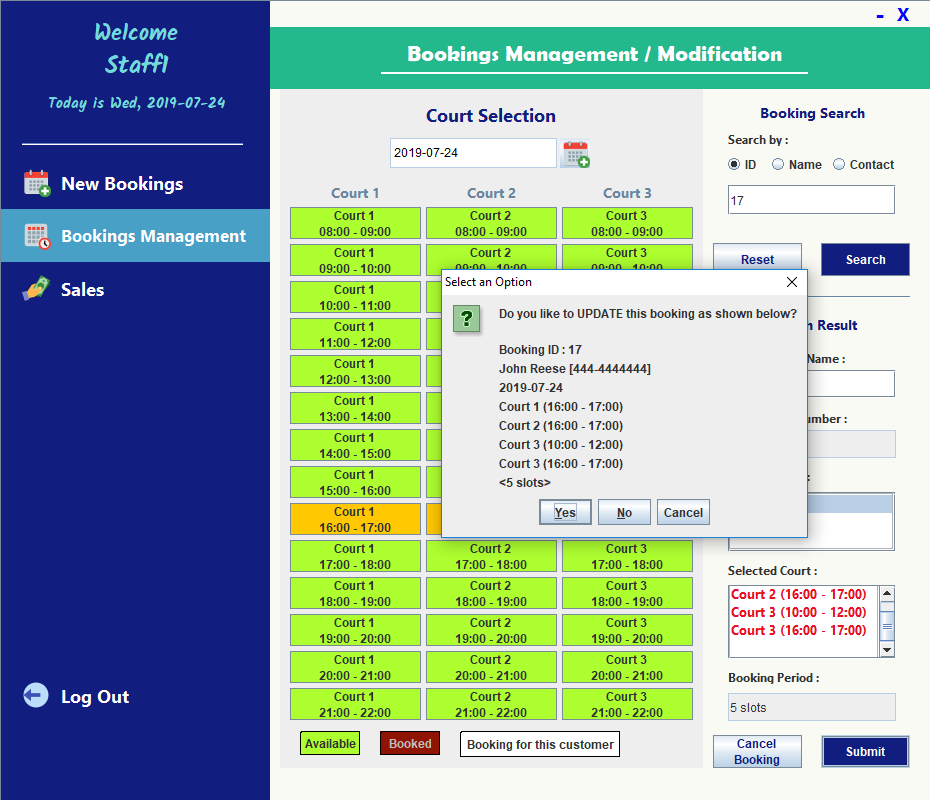 - X
Welcome
Staff1
Today is Wed, 2019-07-24
New Bookings
Bookings Management
Sales
Log Out
Bookings Management / Modification
Court Selection
2019-07-24
Court 1 Court 2 Court 3
Court 1 Court 2 Court 3
08:00 - 09:00 08:00 - 09:00 08:00 - 09:00
Court 1 Court 2 Court 3
09:00 - 10:00 09:00 - 10:00 09:00 - 10:00
Court 1
10:00 - 11:00
Court 1
11:00 - 12:00
Court 1
12:00 - 13:00
Court 1
13:00 - 14:00
Court 1
14:00 - 15:00
Court 1
15:00 - 16:00
Court 1
16:00 - 17:00
Court 1 Court 2 Court 3
17:00 - 18:00 17:00 - 18:00 17:00 - 18:00
Court 1 Court 2 Court 3
18:00 - 19:00 18:00 - 19:00 18:00 - 19:00
Court 1 Court 2 Court 3
19:00 - 20:00 19:00 - 20:00 19:00 - 20:00
Court 1 Court 2 Court 3
20:00 - 21:00 20:00 - 21:00 20:00 - 21:00
Court 1 Court 2 Court 3
21:00 - 22:00 21:00 - 22:00 21:00 - 22:00
Available Booked Booking for this customer
Select an Option
Do you like to UPDATE this booking as shown below?
Booking ID : 17
John Reese [444-4444444]
2019-07-24
Court 1 (16:00 - 17:00)
Court 2 (16:00 - 17:00)
Court 3 (10:00 - 12:00)
Court 3 (16:00 - 17:00)
<5 slots>
Yes No Cancel
Booking Search
Search by :
ID Name Contact
17
Reset Search
Result
Name :
Selected Court :
Court 2 (16:00 - 17:00)
Court 3 (10:00 - 12:00)
Court 3 (16:00 - 17:00)
Booking Period :
5 slots
Cancel
Booking
Submit